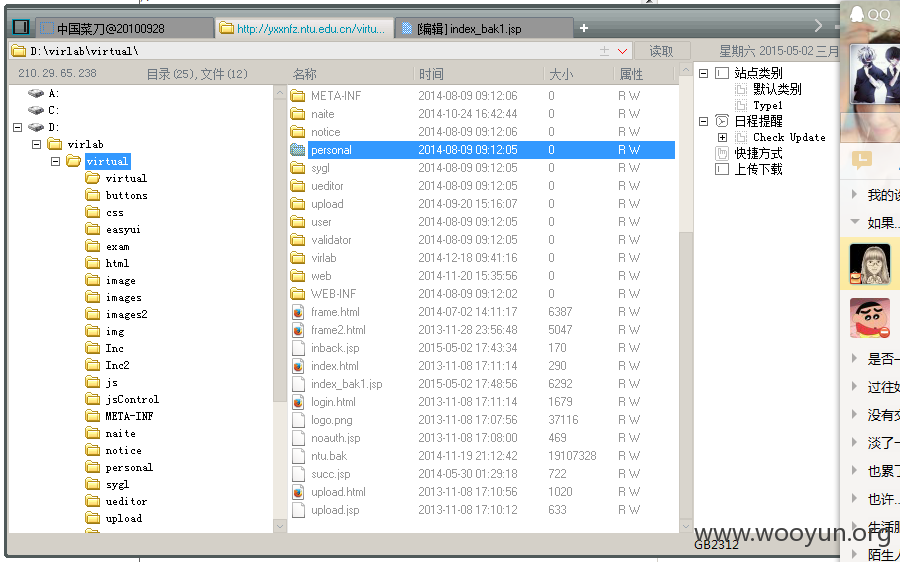 中国菜刀@20100928
http://yxxnfz.ntu.edu.cn/virtu...
[编辑] index_bak1.jsp
+
D:\virlab\virtual\
读取
星期六 2015-05-02 三月
210.29.65.238
目录(25),文件(12)
名称 时间 大小 属性
A:
C:
D:
virlab
virtual
virtual
buttons
css
easyui
exam
html
image
images
images2
img
Inc
Inc2
js
jsControl
META-INF
naite
notice
personal
sygl
ueditor
upload
META-INF 2014-08-09 09:12:06 0 R W
naite 2014-10-24 16:42:44 0 R W
notice 2014-08-09 09:12:06 0 R W
personal 2014-08-09 09:12:05 0 R W
sygl 2014-08-09 09:12:05 0 R W
ueditor 2014-08-09 09:12:05 0 R W
upload 2014-09-20 15:16:07 0 R W
user 2014-08-09 09:12:05 0 R W
validator 2014-08-09 09:12:05 0 R W
virlab 2014-12-18 09:41:16 0 R W
web 2014-11-20 15:35:56 0 R W
WEB-INF 2014-08-09 09:12:02 0 R W
frame.html 2014-07-02 14:11:17 6387 R W
frame2.html 2013-11-28 23:56:48 5047 R W
inback.jsp 2015-05-02 17:43:34 170 R W
index.html 2013-11-08 17:11:14 290 R W
index_bak1.jsp 2015-05-02 17:48:56 6292 R W
login.html 2013-11-08 17:11:14 1679 R W
logo.png 2013-11-08 17:07:56 37116 R W
noauth.jsp 2013-11-08 17:08:00 469 R W
ntu.bak 2014-11-19 21:12:42 19107328 R W
succ.jsp 2014-05-30 01:29:18 722 R W
upload.html 2013-11-08 17:10:56 1020 R W
upload.jsp 2013-11-08 17:10:12 633 R W
站点类别
默认类别
Type1
日程提醒
Check Update
快捷方式
上传下载
GB2312
www.wooyun.org
QQ
我的
如果..
是否一
过往如
没有交
淡了一
也累了
也许..
生活
陌生人